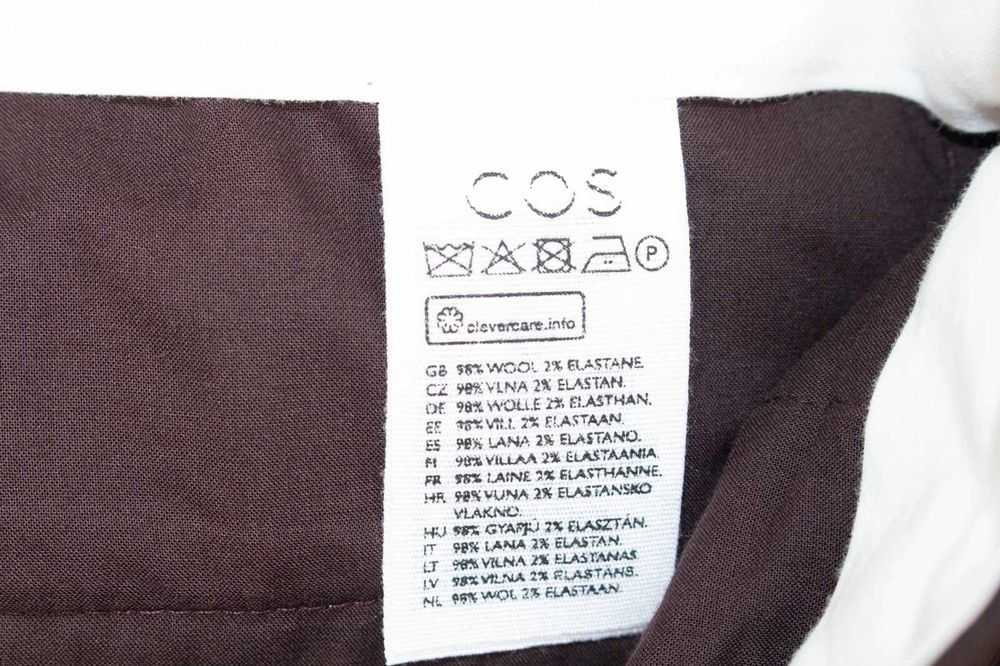 COS
P
clevercare.info
GB 98% WOOL 2% ELASTANE.
CZ 98% VLNA 2% ELASTAN.
DE 98% WOLLE 2% ELASTHAN.
EE 98% VILL 2% ELASTAAN.
ES 98% LANA 2% ELASTANO.
FI 98% VILLAA 2% ELASTAANIA.
FR 98% LAINE 2% ELASTHANNE.
HR 98% VUNA 2% ELASTANSKO
VLAKNO.
HU 98% GYAPJÚ 2% ELASZTÁN.
IT 98% LANA 2% ELASTAN.
LT 98% VILNA 2% ELASTANAS
LV 98% VILNA 2% ELASTANS.
NL 98% WOL 2% ELASTAAN.